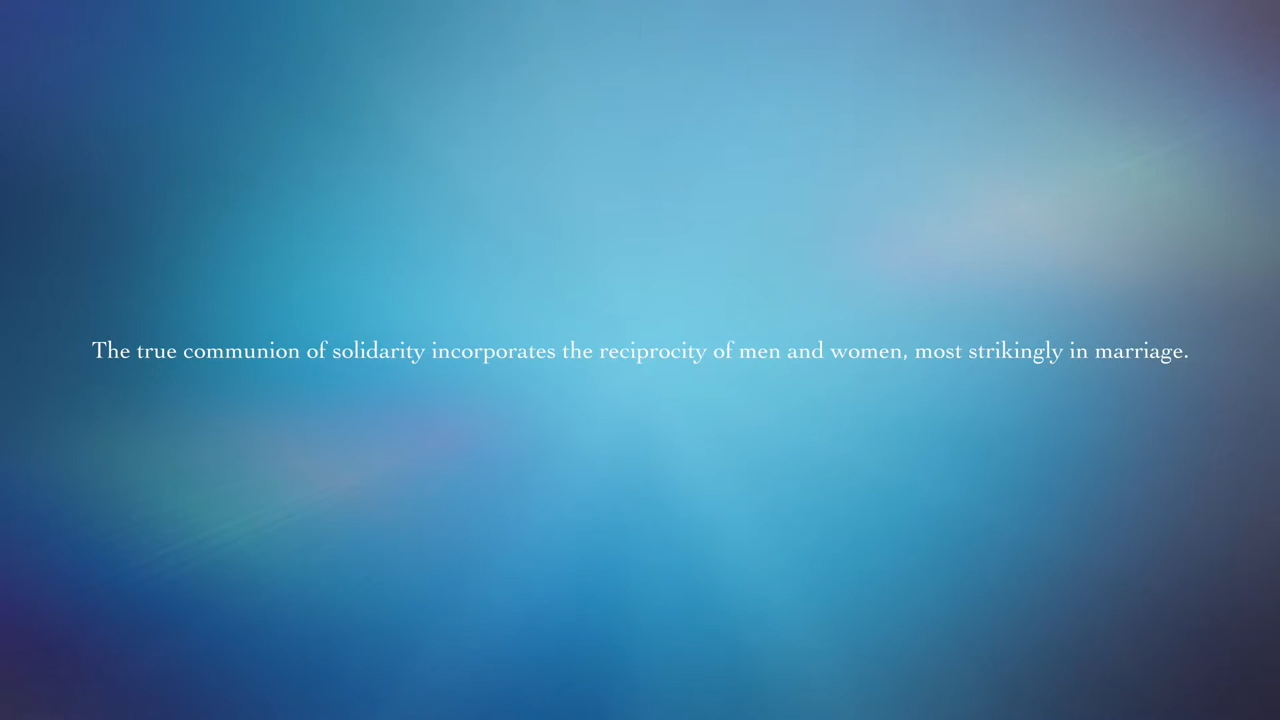 The true communion of solidarity incorporates the reciprocity of men and women, most strikingly in marriage.